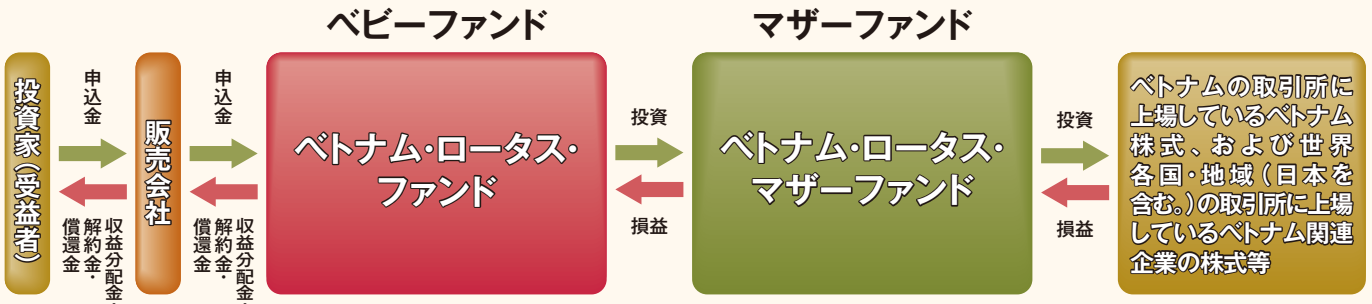 ベビーファンド
マザーファンド
投資家（受益者）
申込金
収益分配金・
解約金・
償還金
販売会社
申込金
収益分配金・
解約金・
償還金
ベトナム・ロータス・
ファンド
投資
損益
ベトナム・ロータス・
マザーファンド
投資
損益
ベトナムの取引所に
上場しているベトナム
株式、および世界
各国・地域（日本を
含む。）の取引所に上場
しているベトナム関連
企業の株式等